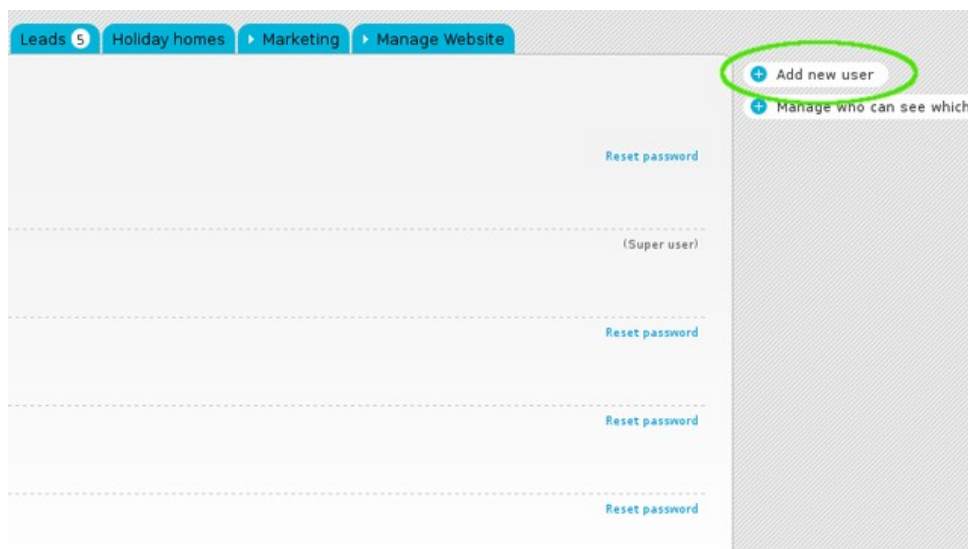 Leads 5 Holiday homes Marketing Manage Website
Add new user
Manage who can see which
Reset password
(Super user)
Reset password
Reset password
Reset password